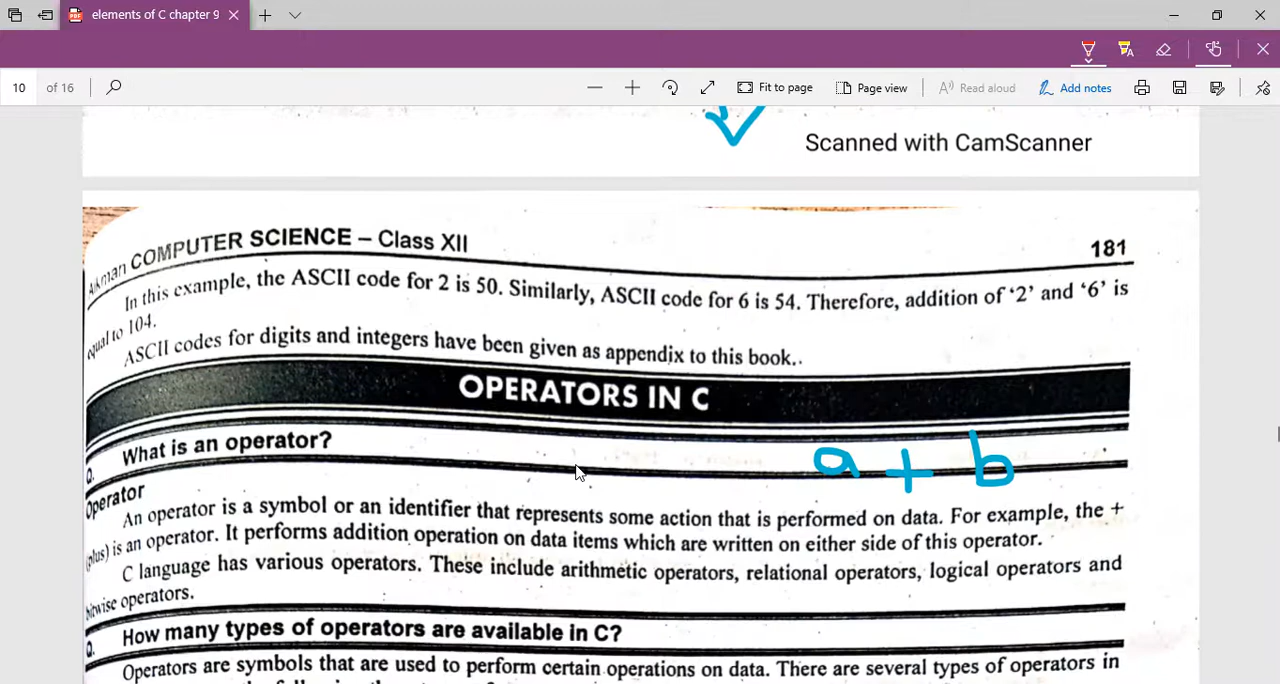 elements of C chapter 9
10 of 16
Fit to page
Page view
Read aloud
Add notes
Scanned with CamScanner
Aikman COMPUTER SCIENCE – Class XII 181
In this example, the ASCII code for 2 is 50. Similarly, ASCII code for 6 is 54. Therefore, addition of ‘2’ and ‘6’ is
equal to 104.
ASCII codes for digits and integers have been given as appendix to this book..
OPERATORS IN C
Q. What is an operator?
a + b
Operator
An operator is a symbol or an identifier that represents some action that is performed on data. For example, the +
(plus) is an operator. It performs addition operation on data items which are written on either side of this operator.
C language has various operators. These include arithmetic operators, relational operators, logical operators and
bitwise operators.
Q. How many types of operators are available in C?
Operators are symbols that are used to perform certain operations on data. There are several types of operators in